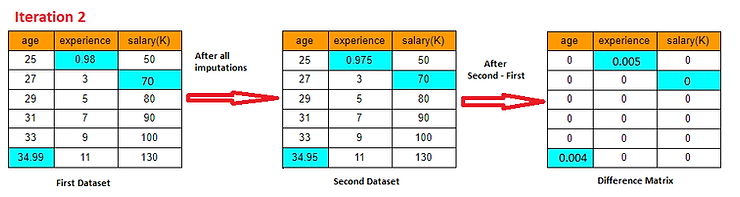 Iteration 2
age experience salary(K)
25 0.98 50
27 3 70
29 5 80
31 7 90
33 9 100
34.99 11 130
First Dataset
After all
imputations
age experience salary(K)
25 0.975 50
27 3 70
29 5 80
31 7 90
33 9 100
34.95 11 130
Second Dataset
After
Second - First
age experience salary(K)
0 0.005 0
0 0 0
0 0 0
0 0 0
0 0 0
0.004 0 0
Difference Matrix